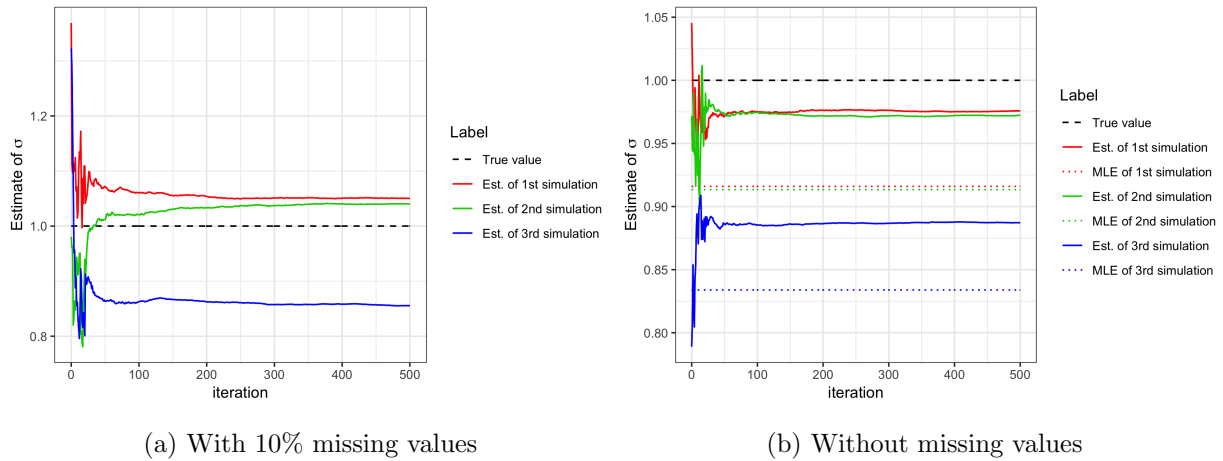 1.2
1.0
0.8
Estimate of σ
0
100
200
300
400
500
iteration
Label
True value
Est. of 1st simulation
Est. of 2nd simulation
Est. of 3rd simulation
(a) With 10% missing values
1.05
1.00
0.95
0.90
0.85
0.80
Estimate of σ
0
100
200
300
400
500
iteration
Label
True value
Est. of 1st simulation
MLE of 1st simulation
Est. of 2nd simulation
MLE of 2nd simulation
Est. of 3rd simulation
MLE of 3rd simulation
(b) Without missing values